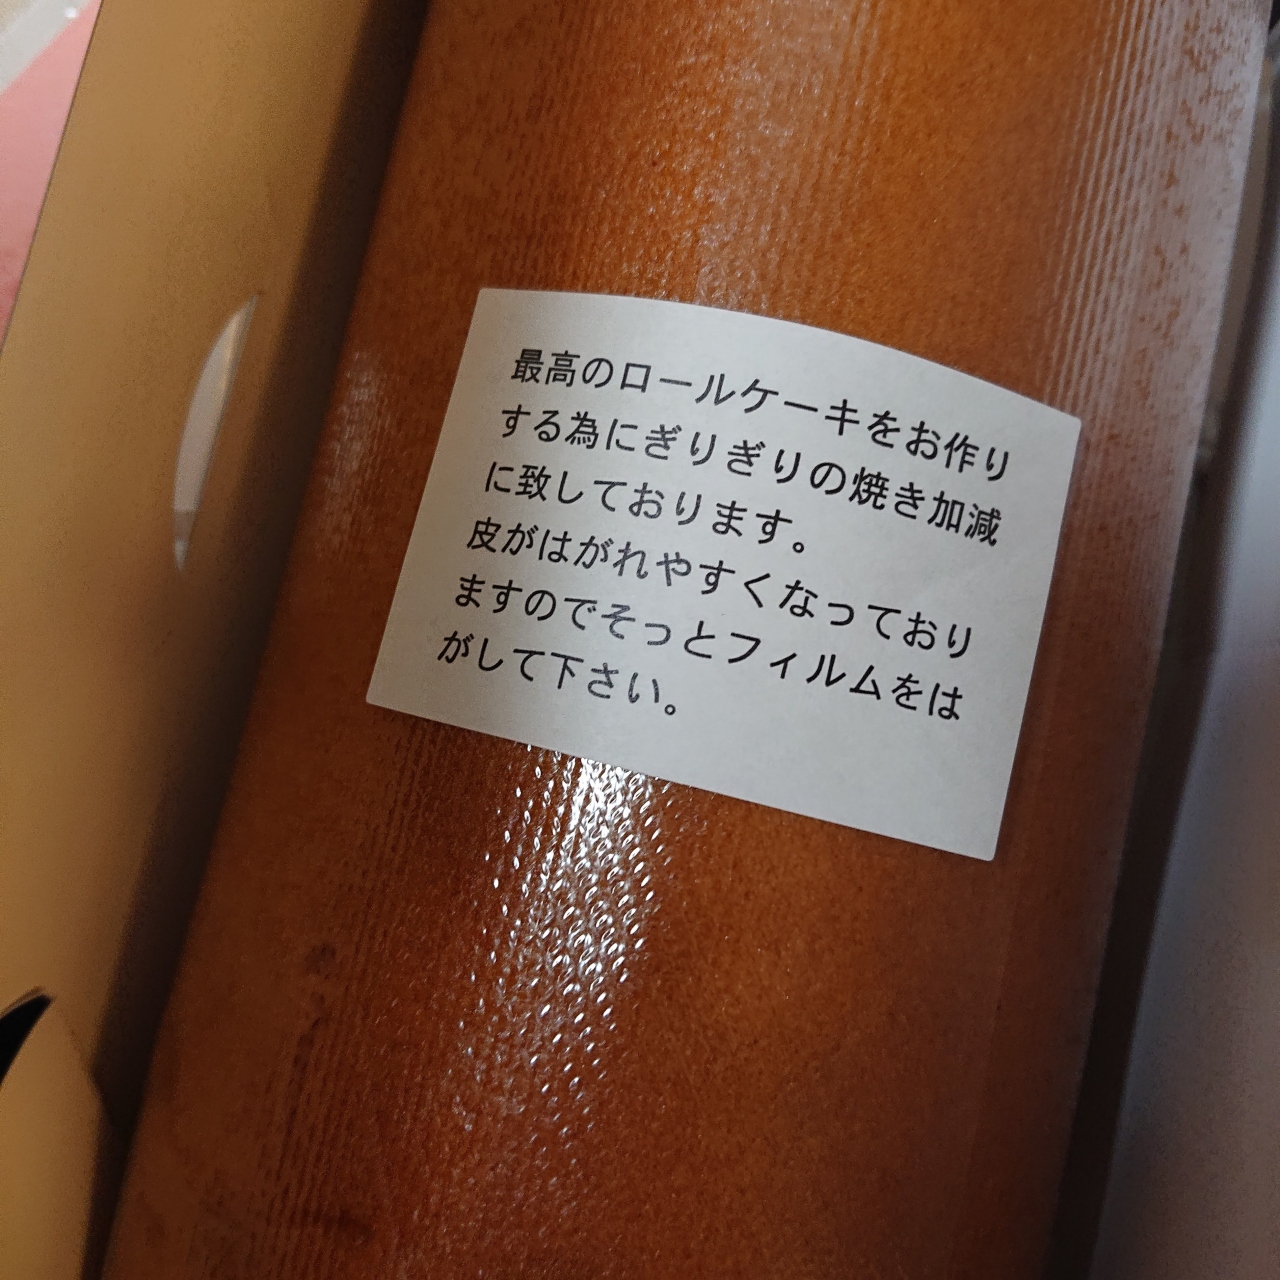 最高のロールケーキをお作り
する為にぎりぎりの焼き加減
に致しております。
皮がはがれやすくなっており
ますのでそっとフィルムをは
がして下さい。